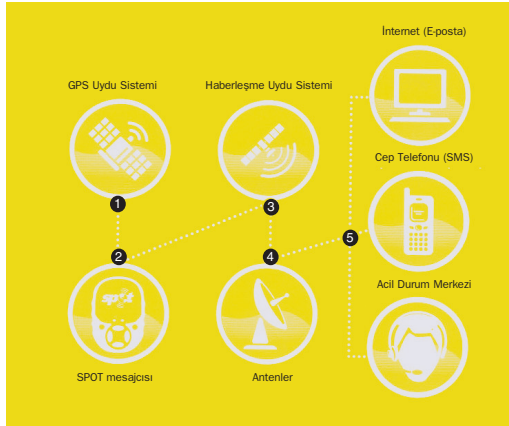 İnternet (E-posta)
GPS Uydu Sistemi
Haberleşme Uydu Sistemi
Cep Telefonu (SMS)
1
3
5
2
4
Acil Durum Merkezi
spot
SPOT mesajcısı
Antenler